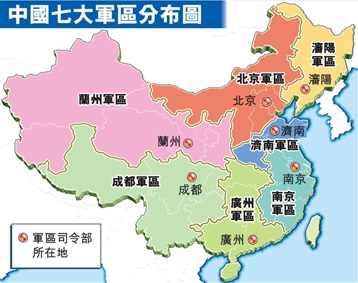 中國七大軍區分布圖
瀋陽
軍區
瀋陽
北京軍區
北京
蘭州軍區
蘭州
濟南
濟南軍區
成都軍區
成都
南京
南京
軍區
廣州
軍區
廣州
軍區司令部
所在地